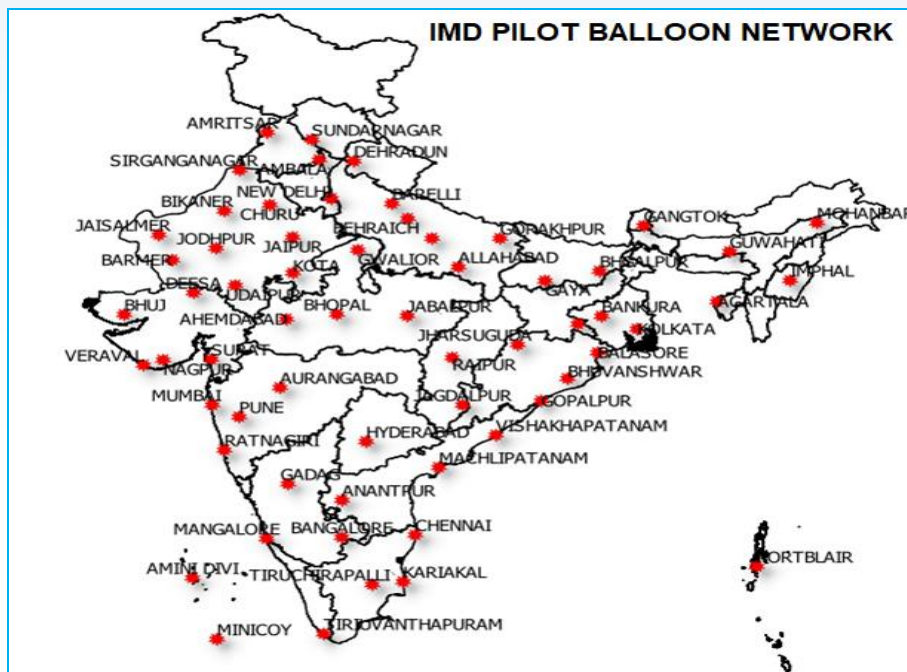 IMD PILOT BALLOON NETWORK
AMRITSAR
SUNDARNAGAR
DEHRADUN
SIRGANGANAGAR
AMBALA
NEW DELHI
BARELLI
BIKANER
CHURU
GANGTOK
MOHANBAR
JAISALMER
JODHPUR
JAIPUR
BEHRAICH
GORAKHPUR
GUWAHATI
BARMER
KOTA
GWALIOR
ALLAHABAD
BHGALPUR
IMPHAL
DEESA
UDAIPUR
GAYA
BHUJ
AHEMDABAD
BHOPAL
JABALPUR
BANKURA
AGARTALA
JHARSUGUDA
KOLKATA
VERAVAL
SURAT
NAGPUR
RAIPUR
BALASORE
AURANGABAD
BHUVANSHWAR
MUMBAI
PUNE
JAGDALPUR
GOPALPUR
RATNAGIRI
HYDERABAD
VISHAKHAPATANAM
MACHLIPATANAM
GADAG
ANANTPUR
MANGALORE
BANGALORE
CHENNAI
AMINI DIVI
TIRUCHIRAPALLI
KARIAKAL
PORTBLAIR
MINICOY